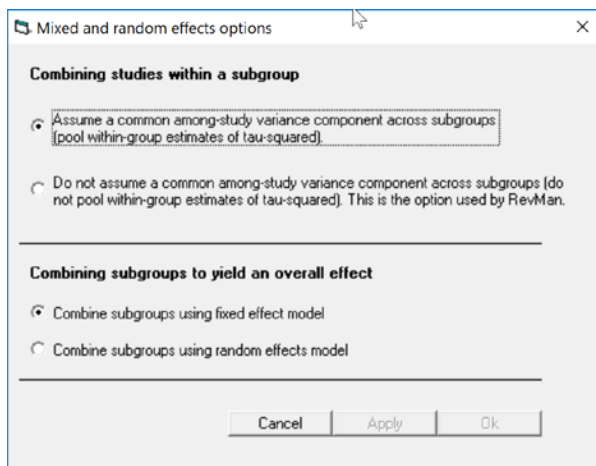 Mixed and random effects options
Combining studies within a subgroup
Assume a common among-study variance component across subgroups
(pool within-group estimates of tau-squared).
Do not assume a common among-study variance component across subgroups (do
not pool within-group estimates of tau-squared). This is the option used by RevMan.
Combining subgroups to yield an overall effect
Combine subgroups using fixed effect model
Combine subgroups using random effects model
Cancel Apply Ok